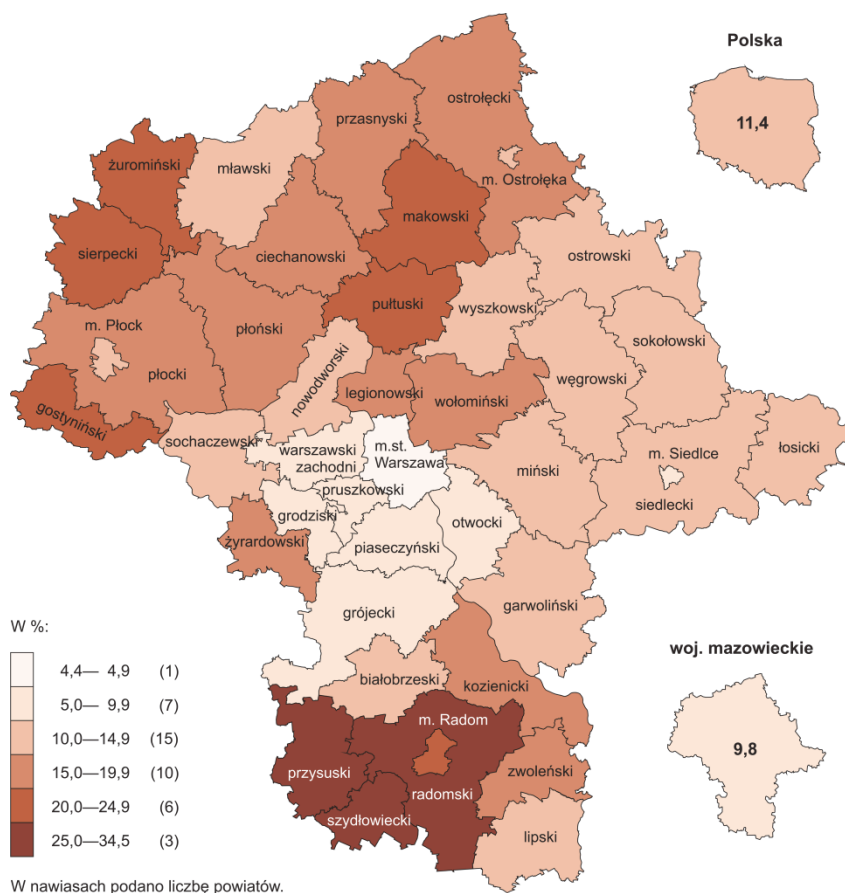 Polska
11,4
ostrołęcki
przasnyski
żuromiński
mławski
m. Ostrołęka
makowski
sierpecki
ciechanowski
ostrowski
pułtuski
wyszkowski
m. Płock
płoński
sokołowski
płocki
nowodworski
węgrowski
legionowski
wołomiński
gostyniński
sochaczewski
warszawski
zachodni
m.st.
Warszawa
m. Siedlce
łosicki
miński
siedlecki
pruszkowski
grodziski
otwocki
żyrardowski
piaseczyński
garwoliński
grójecki
W %:
woj. mazowieckie
9,8
4,4— 4,9 (1)
5,0— 9,9 (7)
10,0—14,9 (15)
15,0—19,9 (10)
20,0—24,9 (6)
25,0—34,5 (3)
białobrzeski
kozienicki
m. Radom
przysuski
zwoleński
radomski
szydłowiecki
lipski
W nawiasach podano liczbę powiatów.